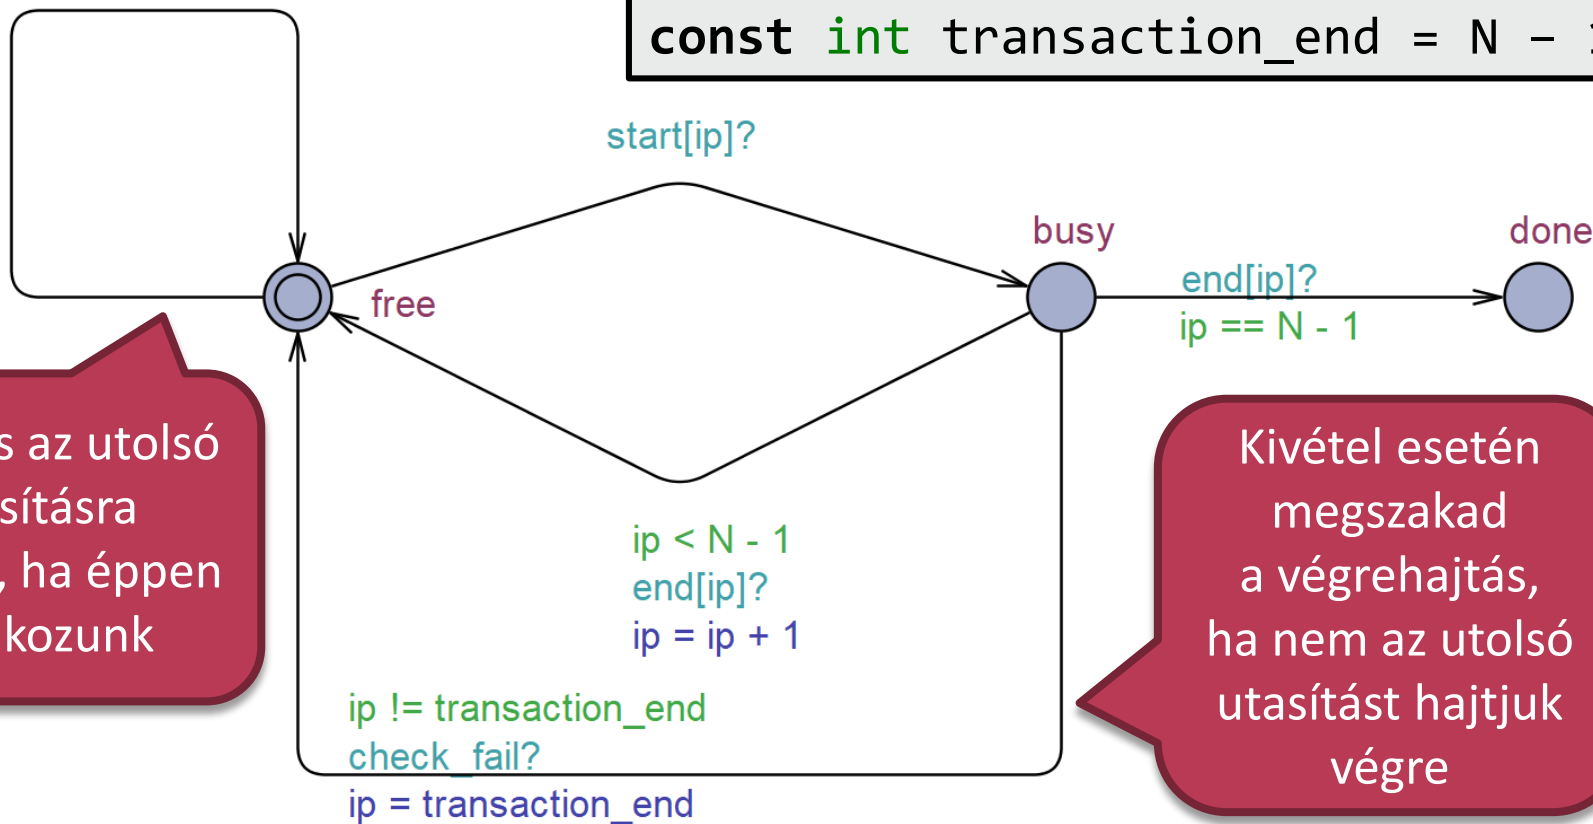 const int transaction_end = N –
start[ip]?
busy
done
end[ip]?
ip == N - 1
free
az utolsó
ha éppen
ip < N - 1
end[ip]?
ip = ip + 1
Kivétel esetén
megszakad
a végrehajtás,
ha nem az utolsó
utasítást hajtjuk
végre
ip != transaction_end
check_fail?
ip = transaction_end